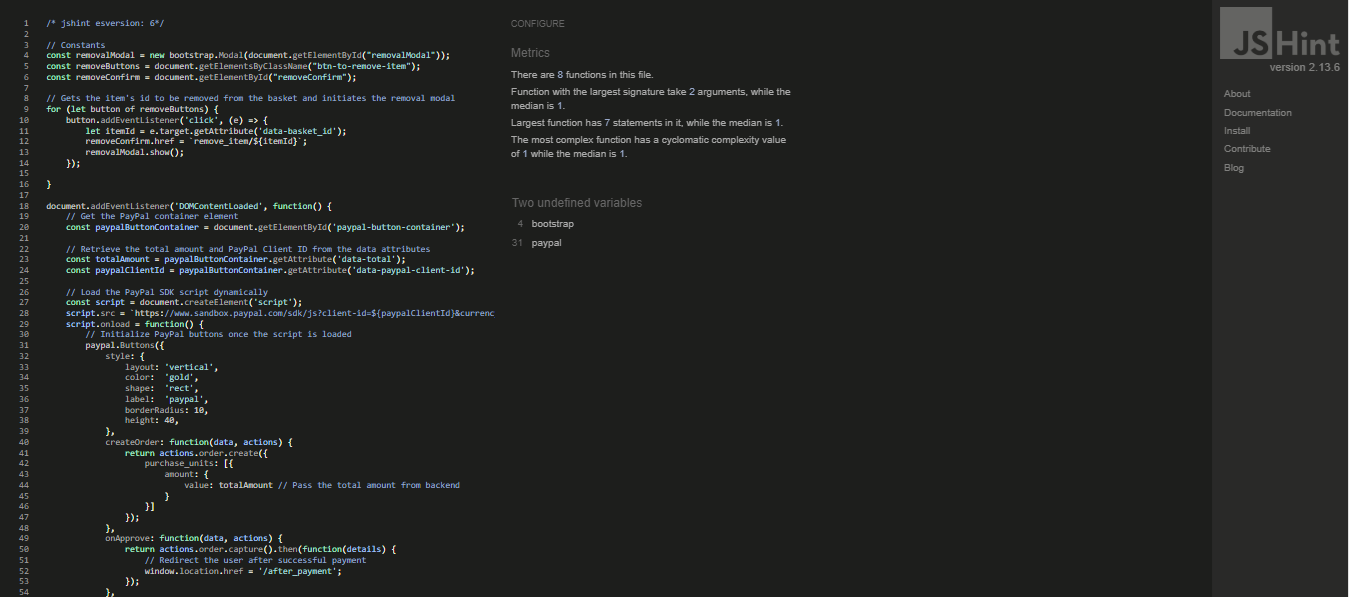 1 /* jshint esversion: 6*/
2
3 // Constants
4 const removalModal = new bootstrap.Modal(document.getElementById("removalModal"));
5 const removeButtons = document.getElementsByClassName("btn-to-remove-item");
6 const removeConfirm = document.getElementById("removeConfirm");
7
8 // Gets the item's id to be removed from the basket and initiates the removal modal
9 for (let button of removeButtons) {
10 button.addEventListener('click', (e) => {
11 let itemId = e.target.getAttribute('data-basket_id');
12 removeConfirm.href = `remove_item/${itemId}`;
13 removalModal.show();
14 });
15
16 }
17
18 document.addEventListener('DOMContentLoaded', function() {
19 // Get the PayPal container element
20 const paypalButtonContainer = document.getElementById('paypal-button-container');
21
22 // Retrieve the total amount and PayPal Client ID from the data attributes
23 const totalAmount = paypalButtonContainer.getAttribute('data-total');
24 const paypalClientId = paypalButtonContainer.getAttribute('data-paypal-client-id');
25
26 // Load the PayPal SDK script dynamically
27 const script = document.createElement('script');
28 script.src = `https://www.sandbox.paypal.com/sdk/js?client-id=${paypalClientId}&currenc
29 script.onload = function() {
30 // Initialize PayPal buttons once the script is loaded
31 paypal.Buttons({
32 style: {
33 layout: 'vertical',
34 color: 'gold',
35 shape: 'rect',
36 label: 'paypal',
37 borderRadius: 10,
38 height: 40,
39 },
40 createOrder: function(data, actions) {
41 return actions.order.create({
42 purchase_units: [{
43 amount: {
44 value: totalAmount // Pass the total amount from backend
45 }
46 }]
47 });
48 },
49 onApprove: function(data, actions) {
50 return actions.order.capture().then(function(details) {
51 // Redirect the user after successful payment
52 window.location.href = '/after_payment';
53 });
54 },
CONFIGURE
Metrics
There are 8 functions in this file.
Function with the largest signature take 2 arguments, while the
median is 1.
Largest function has 7 statements in it, while the median is 1.
The most complex function has a cyclomatic complexity value
of 1 while the median is 1.
Two undefined variables
4 bootstrap
31 paypal
JSHint
version 2.13.6
About
Documentation
Install
Contribute
Blog